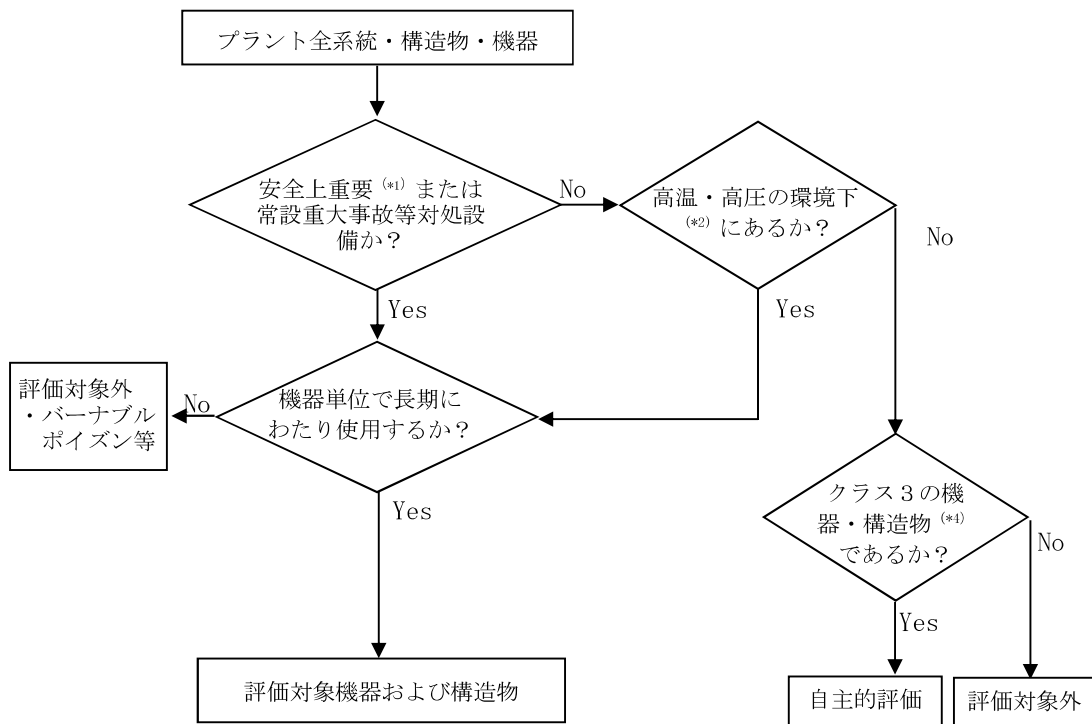 プラント全系統・構造物・機器
安全上重要(*1)または
常設重大事故等対処設
備か？
No
高温・高圧の環境下
(*2)にあるか？
No
Yes
Yes
評価対象外
・バーナブル
ポイズン等
No
機器単位で長期に
わたり使用するか？
Yes
クラス３の機
器・構造物(*4)
であるか？
No
Yes
評価対象機器および構造物
自主的評価
評価対象外